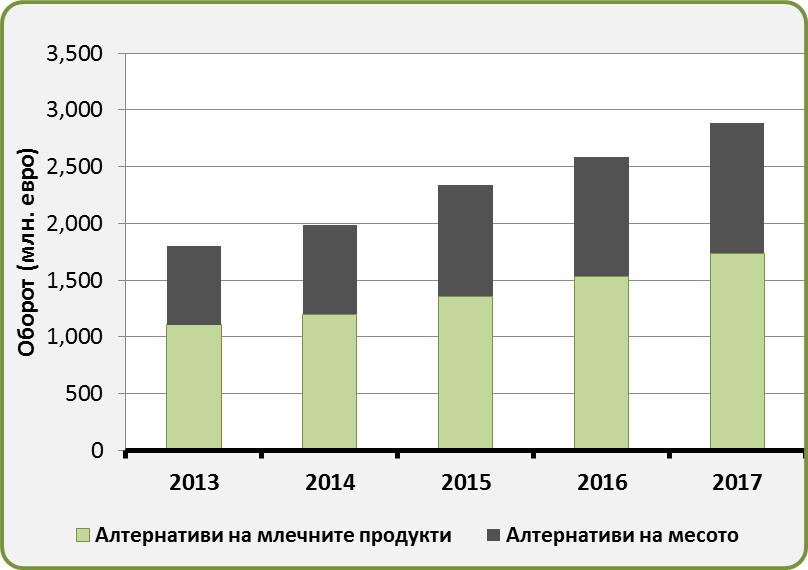 3,500
3,000
2,500
2,000
1,500
1,000
500
0
Оборот (млн. евро)
2013 2014 2015 2016 2017
Алтернативи на млечните продукти Алтернативи на месото